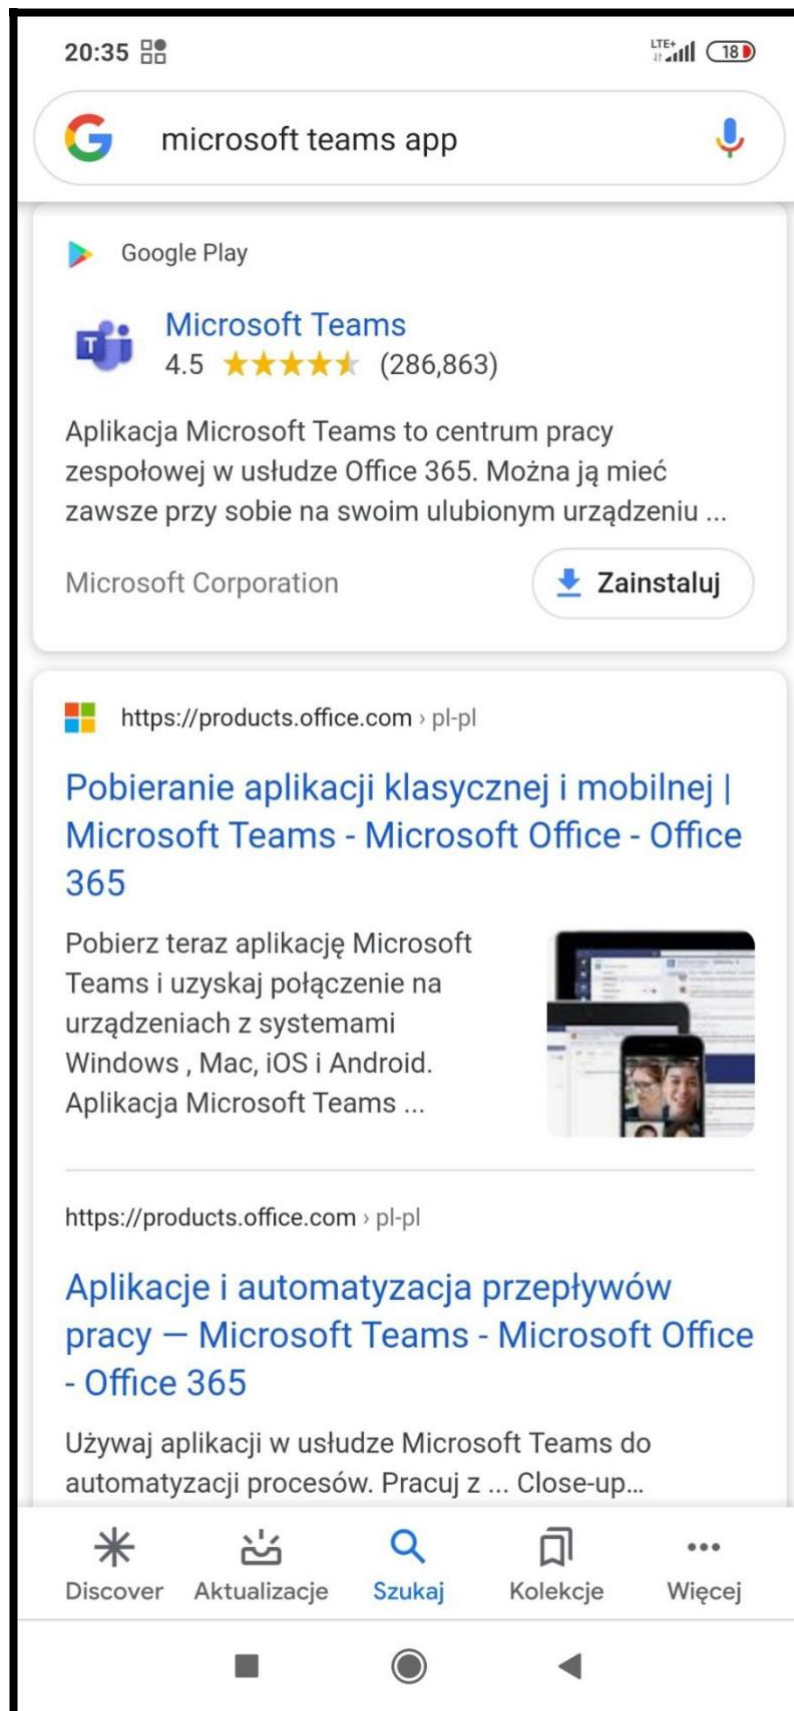 20:35
LTE+
18
microsoft teams app
Google Play
Microsoft Teams
4.5 (286,863)
Aplikacja Microsoft Teams to centrum pracy
zespołowej w usłudze Office 365. Można ją mieć
zawsze przy sobie na swoim ulubionym urządzeniu ...
Microsoft Corporation
Zainstaluj
https://products.office.com › pl-pl
Pobieranie aplikacji klasycznej i mobilnej |
Microsoft Teams - Microsoft Office - Office
365
Pobierz teraz aplikację Microsoft
Teams i uzyskaj połączenie na
urządzeniach z systemami
Windows , Mac, iOS i Android.
Aplikacja Microsoft Teams ...
https://products.office.com › pl-pl
Aplikacje i automatyzacja przepływów
pracy — Microsoft Teams - Microsoft Office
- Office 365
Używaj aplikacji w usłudze Microsoft Teams do
automatyzacji procesów. Pracuj z ... Close-up...
Discover Aktualizacje Szukaj Kolekcje Więcej